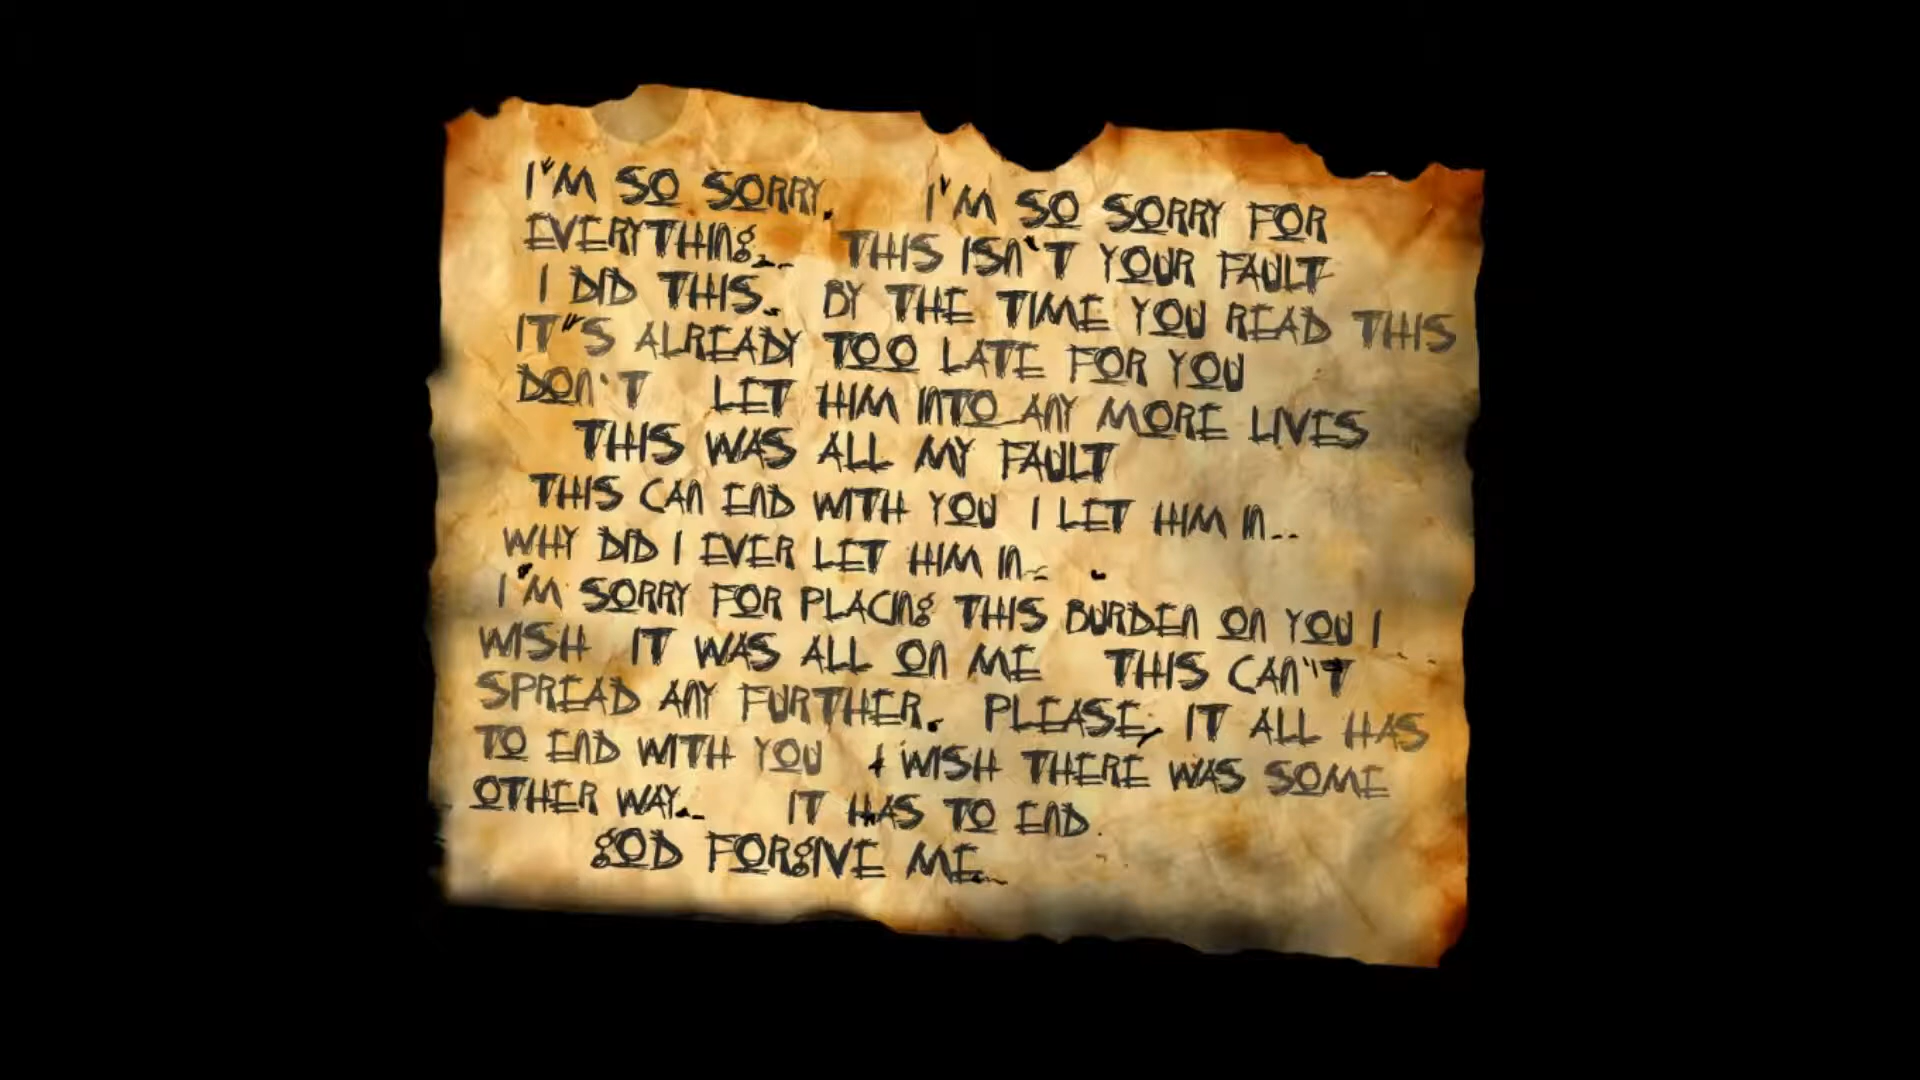 I'M SO SORRY. I'M SO SORRY FOR
EVERYTHING... THIS ISN'T YOUR FAULT
I DID THIS.. BY THE TIME YOU READ THIS
IT"S ALREADY TOO LATE FOR YOU
DON'T LET HIM INTO ANY MORE LIVES
THIS WAS ALL MY FAULT
THIS CAN END WITH YOU I LET HIM IN...
WHY DID I EVER LET HIM IN.. .
I'M SORRY FOR PLACING THIS BURDEN ON YOU I...
WISH IT WAS ALL ON ME THIS CAN'T
SPREAD ANY FURTHER. PLEASE, IT ALL HAS
TO END WITH YOU I WISH THERE WAS SOME
OTHER WAY... IT HAS TO END.
GOD FORGIVE ME...